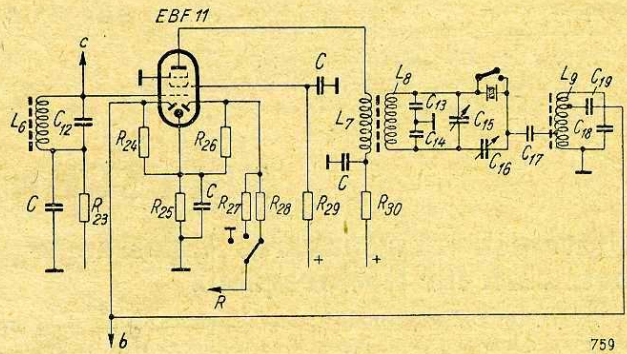 EBF 11
c
C
L8
L9
C19
L6
C12
R24
R26
L7
C13
C14
C15
C16
C17
C18
C
C
R23
R25
C
R27
R28
R29
R30
+
+
R
b
759